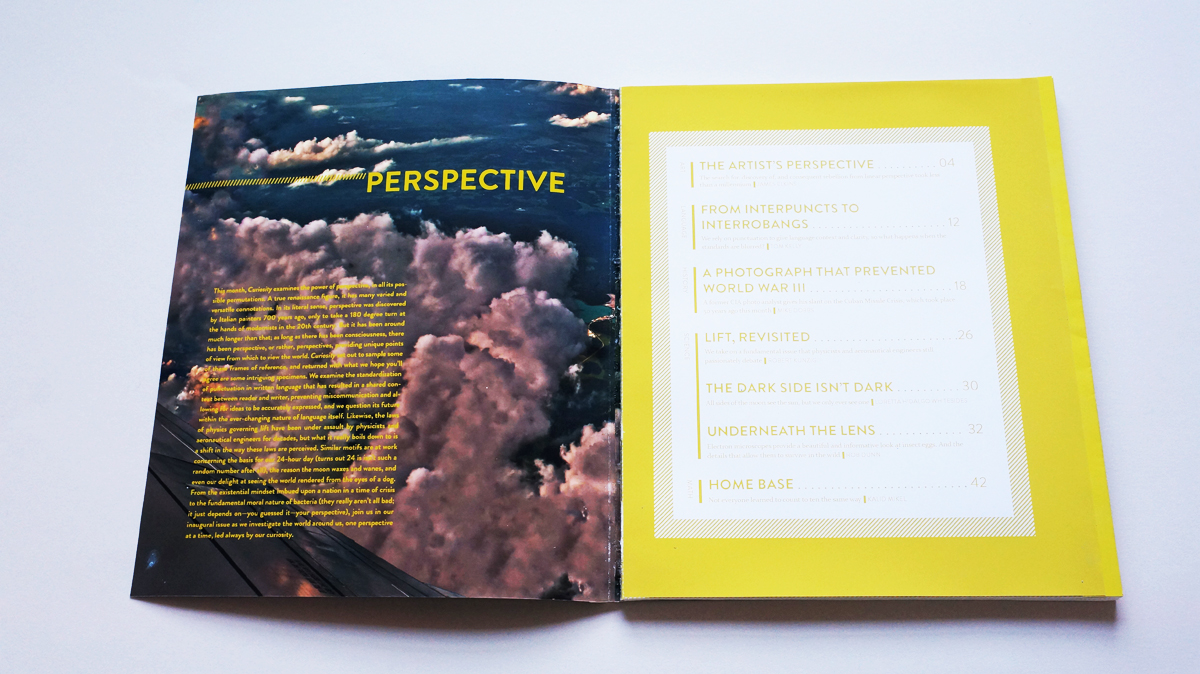 PERSPECTIVE
This month, Curiosity examines the power of perspective, to all its pos-
sible permutations. A true renaissance figure, it has many varied and
versatile connotations. In its literal sense, perspective was discovered
by Italian painters 700 years ago, only to take a 180 degree turn at
the hands of modernists in the 20th century. But it has been around
much longer than that; as long as there has been consciousness, there
has been perspective, or rather, perspectives, providing unique points
of view from which to view the world. Curiosity set out to sample some
of these frames of reference, and returned with what we hope you'll
agree are some intriguing specimens. We examine the standardisation
of punctuation in written language that has resulted in a shared con-
text between reader and writer, preventing miscommunication and al-
lowing for ideas to be accurately expressed, and we question its future
within the ever-changing nature of language itself. Likewise, the laws
of physics governing lift have been under assault by physicists and
aeronautical engineers for decades, but what it really boils down to is
a shift in the way these laws are perceived. Similar motifs are at work
concerning the basis for our 24-hour day (turns out 24 is not such a
random number after all), the reason the moon waxes and wanes, and
even our delight at seeing the world rendered from the eyes of a dog.
From the existential mindset imbued upon a nation in a time of crisis
to the fundamental moral nature of bacteria (they really aren't all bad;
it just depends on—you guessed it—your perspective), join us in our
inaugural issue as we investigate the world around us, one perspective
at a time, led always by our curiosity.
THE ARTIST'S PERSPECTIVE 04
FROM INTERPUNCTS TO
INTERROBANGS 12
A PHOTOGRAPH THAT PREVENTED
WORLD WAR III 18
LIFT, REVISITED 26
THE DARK SIDE ISN'T DARK 30
UNDERNEATH THE LENS 32
HOME BASE 42